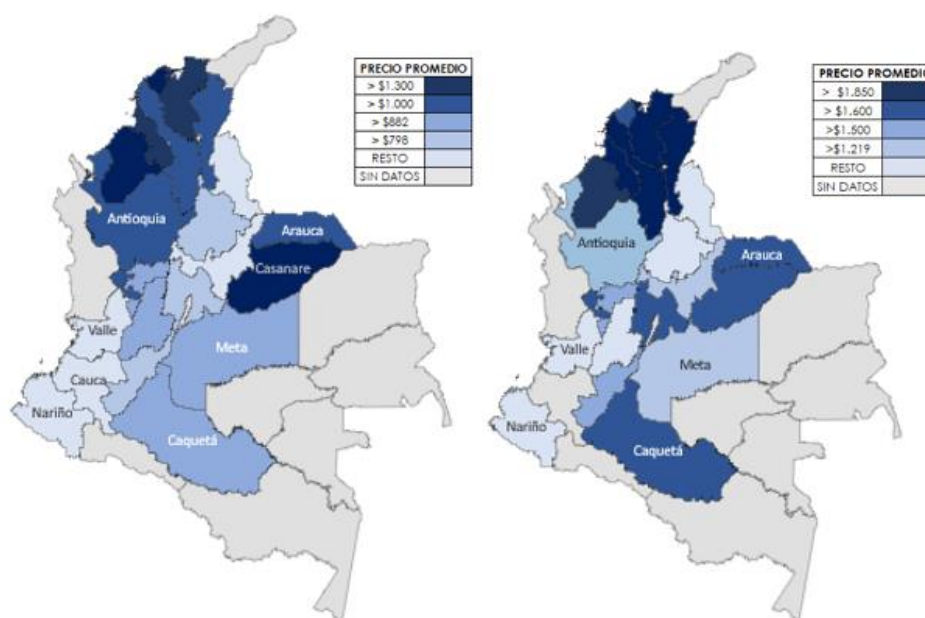 PRECIO PROMEDIO
> $1.300
> $1.000
> $882
> $798
RESTO
SIN DATOS
Antioquia
Arauca
Casanare
Valle
Meta
Cauca
Nariño
Caquetá
PRECIO PROMEDIO
> $1.850
> $1.600
>$1.500
>$1.219
RESTO
SIN DATOS
Antioquia
Arauca
Valle
Meta
Nariño
Caquetá